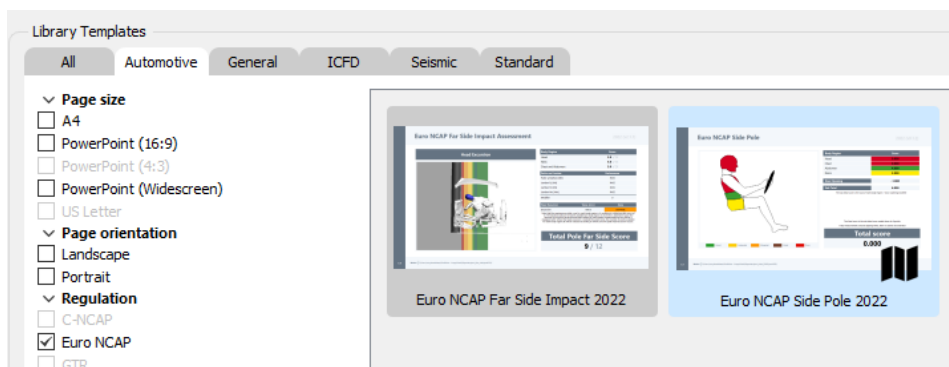 Library Templates
All Automotive General ICFD Seismic Standard
Page size
A4
PowerPoint (16:9)
PowerPoint (4:3)
PowerPoint (Widescreen)
US Letter
Page orientation
Landscape
Portrait
Regulation
C-NCAP
Euro NCAP
GTR
Euro NCAP Far Side Impact Assessment
Head Excursion
Total Pole Far Side Score
9 / 12
Euro NCAP Far Side Impact 2022
Euro NCAP Side Pole
Total score
0.000
Euro NCAP Side Pole 2022